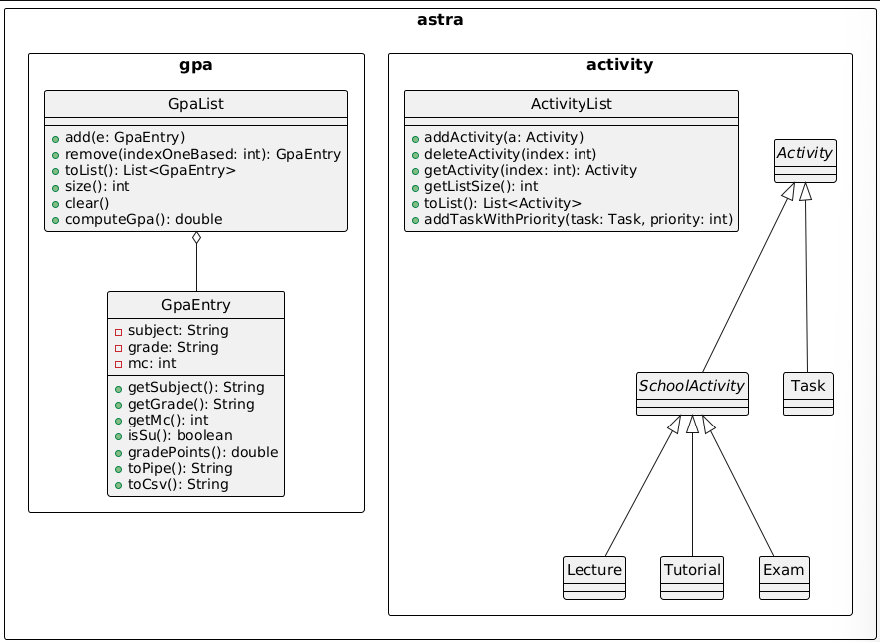 astra
gpa
GpaList
add(e: GpaEntry)
remove(indexOneBased: int): GpaEntry
toList(): List<GpaEntry>
size(): int
clear()
computeGpa(): double
GpaEntry
subject: String
grade: String
mc: int
getSubject(): String
getGrade(): String
getMc(): int
isSu(): boolean
gradePoints(): double
toPipe(): String
toCsv(): String
activity
ActivityList
addActivity(a: Activity)
deleteActivity(index: int)
getActivity(index: int): Activity
getListSize(): int
toList(): List<Activity>
addTaskWithPriority(task: Task, priority: int)
Activity
SchoolActivity
Task
Lecture
Tutorial
Exam